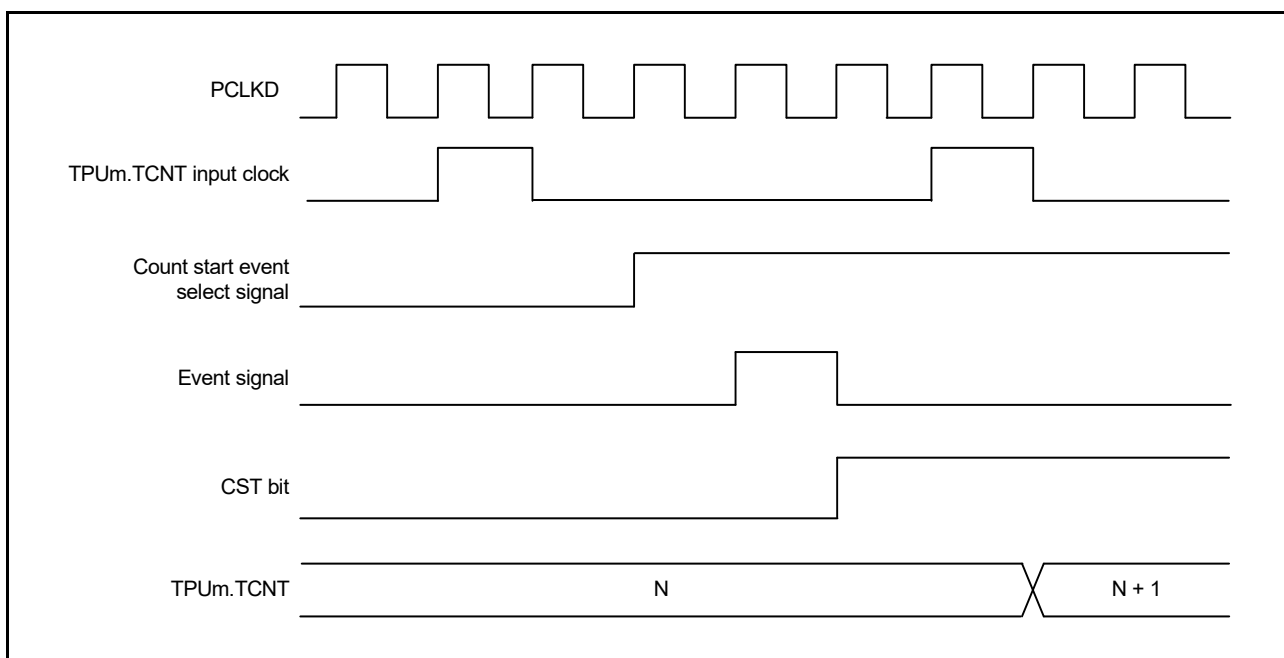 PCLKD
TPUm.TCNT input clock
Count start event
select signal
Event signal
CST bit
TPUm.TCNT
N
N + 1